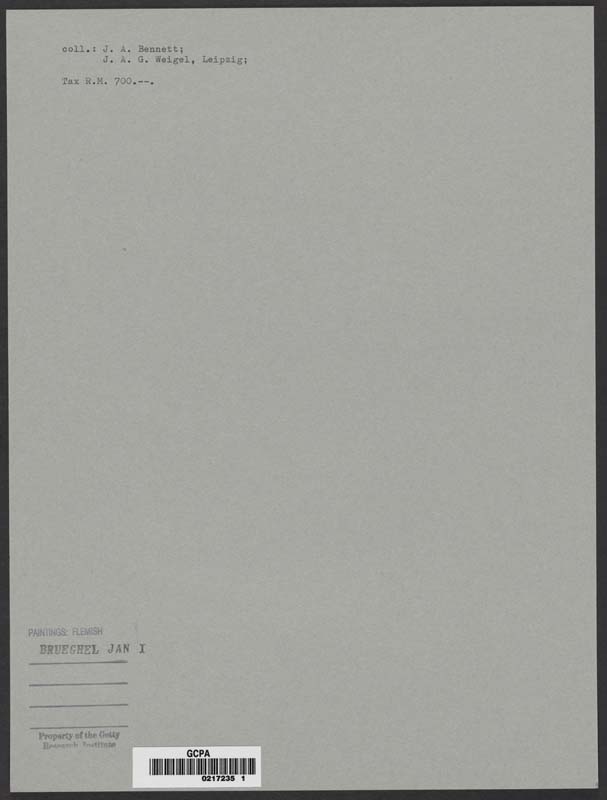 coll.: J. A. Bennett;
J. A. G. Weigel, Leipzig;
Tax R.M. 700.--.
PAINTINGS: FLEMISH
BRUEGHEL JAN I
Property of the Getty
Research Institute
GCPA
0217235 1